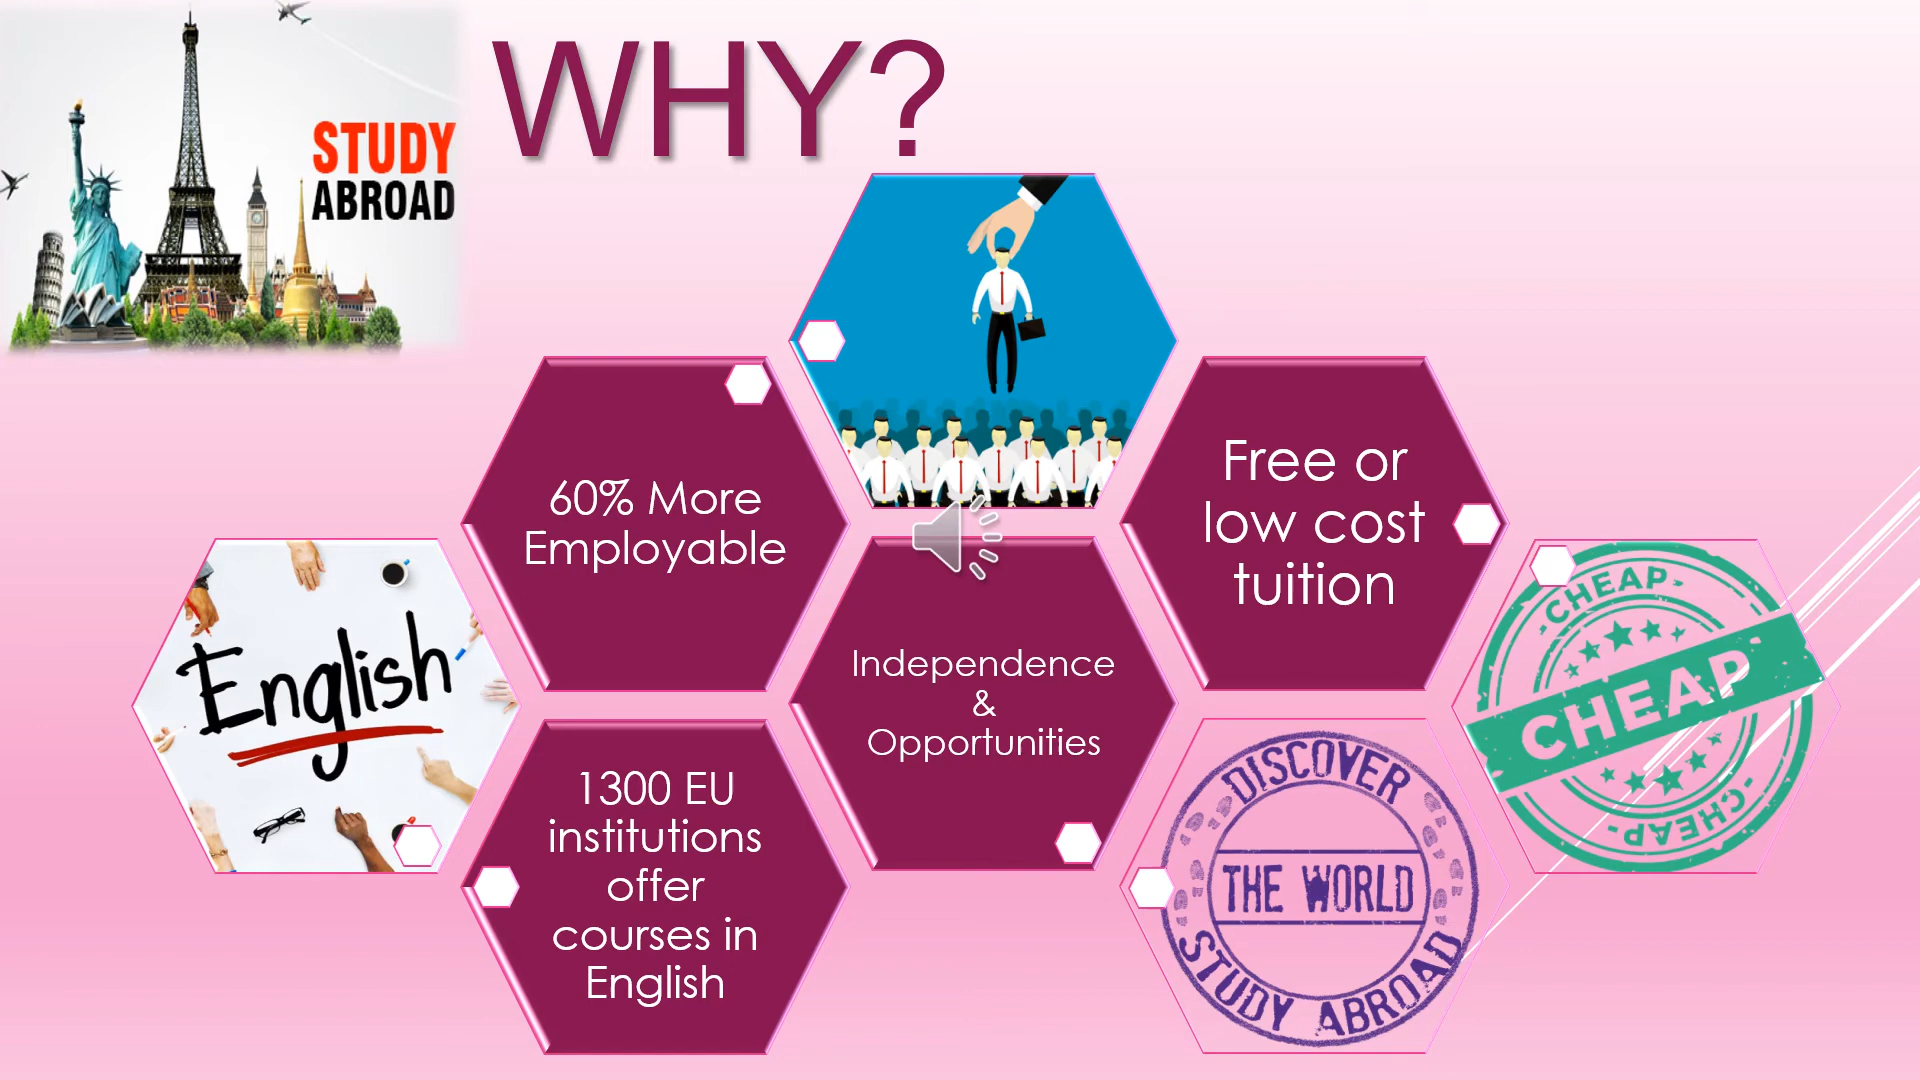 STUDY
ABROAD
WHY?
60% More
Employable
Free or
low cost
tuition
English
Independence
&
Opportunities
1300 EU
institutions
offer
courses in
English
DISCOVER
THE WORLD
STUDY ABROAD
-CHEAP-
CHEAP
-CHEAP-